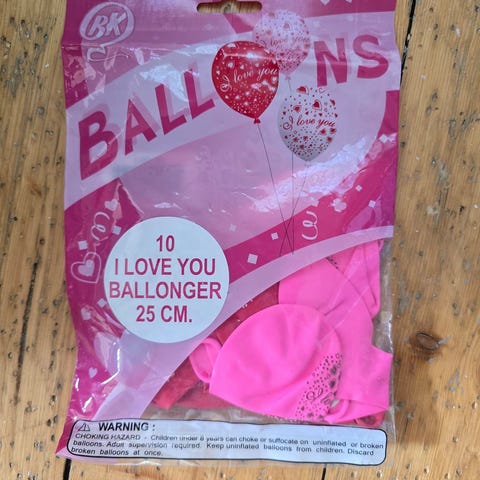 BK
BALLOONS
I love you
I love you
10
I LOVE YOU
BALLONGER
25 CM.
WARNING :
CHOKING HAZARD - Children under 8 years can choke or suffocate on uninflated or broken
balloons. Adult supervision required. Keep uninflated balloons from children. Discard
broken balloons at once.